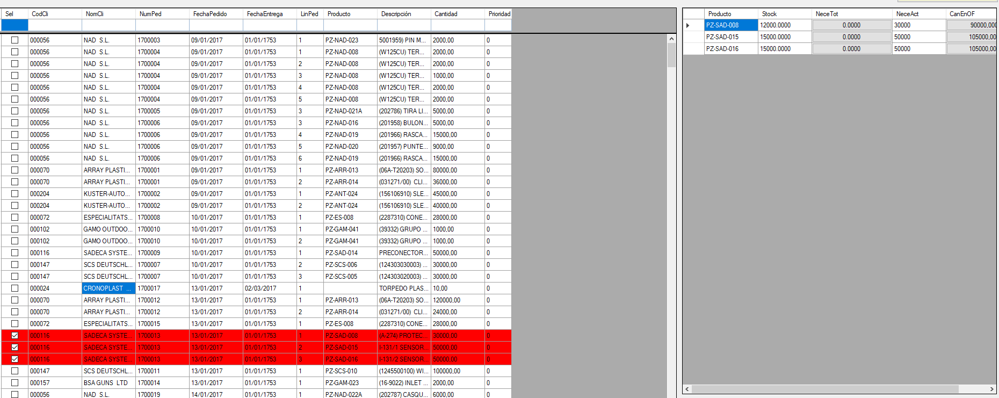 Sel CodCli NomCli NumPed FechaPedido FechaEntrega LinPed Producto Descripción Cantidad Prioridad
000056 NAD S.L. 1700003 09/01/2017 01/01/1753 1 PZ-NAD-023 5001959) PIN M... 2000,00 0
000056 NAD S.L. 1700004 09/01/2017 01/01/1753 1 PZ-NAD-008 (W125CU) TER... 2000,00 0
000056 NAD S.L. 1700004 09/01/2017 01/01/1753 2 PZ-NAD-008 (W125CU) TER... 2000,00 0
000056 NAD S.L. 1700004 09/01/2017 01/01/1753 3 PZ-NAD-008 (W125CU) TER... 1000,00 0
000056 NAD S.L. 1700004 09/01/2017 01/01/1753 4 PZ-NAD-008 (W125CU) TER... 2000,00 0
000056 NAD S.L. 1700004 09/01/2017 01/01/1753 5 PZ-NAD-008 (W125CU) TER... 2000,00 0
000056 NAD S.L. 1700005 09/01/2017 01/01/1753 3 PZ-NAD-021A (202786) TIRA LI... 5000,00 0
000056 NAD S.L. 1700006 09/01/2017 01/01/1753 3 PZ-NAD-016 (201958) BULON... 5000,00 0
000056 NAD S.L. 1700006 09/01/2017 01/01/1753 4 PZ-NAD-019 (201966) RASCA... 15000,00 0
000056 NAD S.L. 1700006 09/01/2017 01/01/1753 5 PZ-NAD-020 (201957) PUNTE... 9000,00 0
000056 NAD S.L. 1700006 09/01/2017 01/01/1753 6 PZ-NAD-019 (201966) RASCA... 15000,00 0
000070 ARRAY PLASTI... 1700001 09/01/2017 01/01/1753 1 PZ-ARR-013 (06A-T20203) SO... 80000,00 0
000070 ARRAY PLASTI... 1700001 09/01/2017 01/01/1753 2 PZ-ARR-014 (031271/00) CLI... 36000,00 0
000204 KUSTER-AUTO... 1700002 09/01/2017 01/01/1753 1 PZ-ANT-024 (156106910) SLE... 45000,00 0
000204 KUSTER-AUTO... 1700002 09/01/2017 01/01/1753 2 PZ-ANT-024 (156106910) SLE... 40000,00 0
000072 ESPECIALITATS... 1700008 10/01/2017 01/01/1753 1 PZ-ES-008 (2287310) CONE... 28000,00 0
000102 GAMO OUTDOO... 1700010 10/01/2017 01/01/1753 1 PZ-GAM-041 (39332) GRUPO ... 1000,00 0
000102 GAMO OUTDOO... 1700010 10/01/2017 01/01/1753 2 PZ-GAM-041 (39332) GRUPO ... 1000,00 0
000116 SADECA SYSTE... 1700009 10/01/2017 01/01/1753 1 PZ-SAD-014 PRECONECTOR... 50000,00 0
000147 SCS DEUTSCHL... 1700007 10/01/2017 01/01/1753 2 PZ-SCS-006 (124303030003) ... 30000,00 0
000147 SCS DEUTSCHL... 1700007 10/01/2017 01/01/1753 3 PZ-SCS-005 (124303020003) ... 30000,00 0
000024 CRONOPLAST ... 1700017 13/01/2017 02/03/2017 1 TORPEDO PLAS... 10,00 0
000070 ARRAY PLASTI... 1700012 13/01/2017 01/01/1753 1 PZ-ARR-013 (06A-T20203) SO... 120000,00 0
000070 ARRAY PLASTI... 1700012 13/01/2017 01/01/1753 2 PZ-ARR-014 (031271/00) CLI... 24000,00 0
000072 ESPECIALITATS... 1700015 13/01/2017 01/01/1753 1 PZ-ES-008 (2287310) CONE... 28000,00 0
000116 SADECA SYSTE... 1700013 13/01/2017 01/01/1753 1 PZ-SAD-008 (A-274) PROTEC... 30000,00 0
000116 SADECA SYSTE... 1700013 13/01/2017 01/01/1753 2 PZ-SAD-015 I-131/1 SENSOR... 50000,00 0
000116 SADECA SYSTE... 1700013 13/01/2017 01/01/1753 3 PZ-SAD-016 I-131/2 SENSOR... 50000,00 0
000147 SCS DEUTSCHL... 1700011 13/01/2017 01/01/1753 1 PZ-SCS-010 (1245500100) WI... 100000,00 0
000157 BSA GUNS LTD 1700014 13/01/2017 01/01/1753 1 PZ-GAM-023 (16-9022) INLET ... 2000,00 0
000056 NAD S.L. 1700019 14/01/2017 01/01/1753 1 PZ-NAD-022A (202787) CASQU... 6000,00 0
Producto Stock NeceTot NeceAct CanEnOF
PZ-SAD-008 12000.0000 0.0000 30000 90000,000
PZ-SAD-015 15000.0000 0.0000 50000 105000,00
PZ-SAD-016 15000.0000 0.0000 50000 105000,00